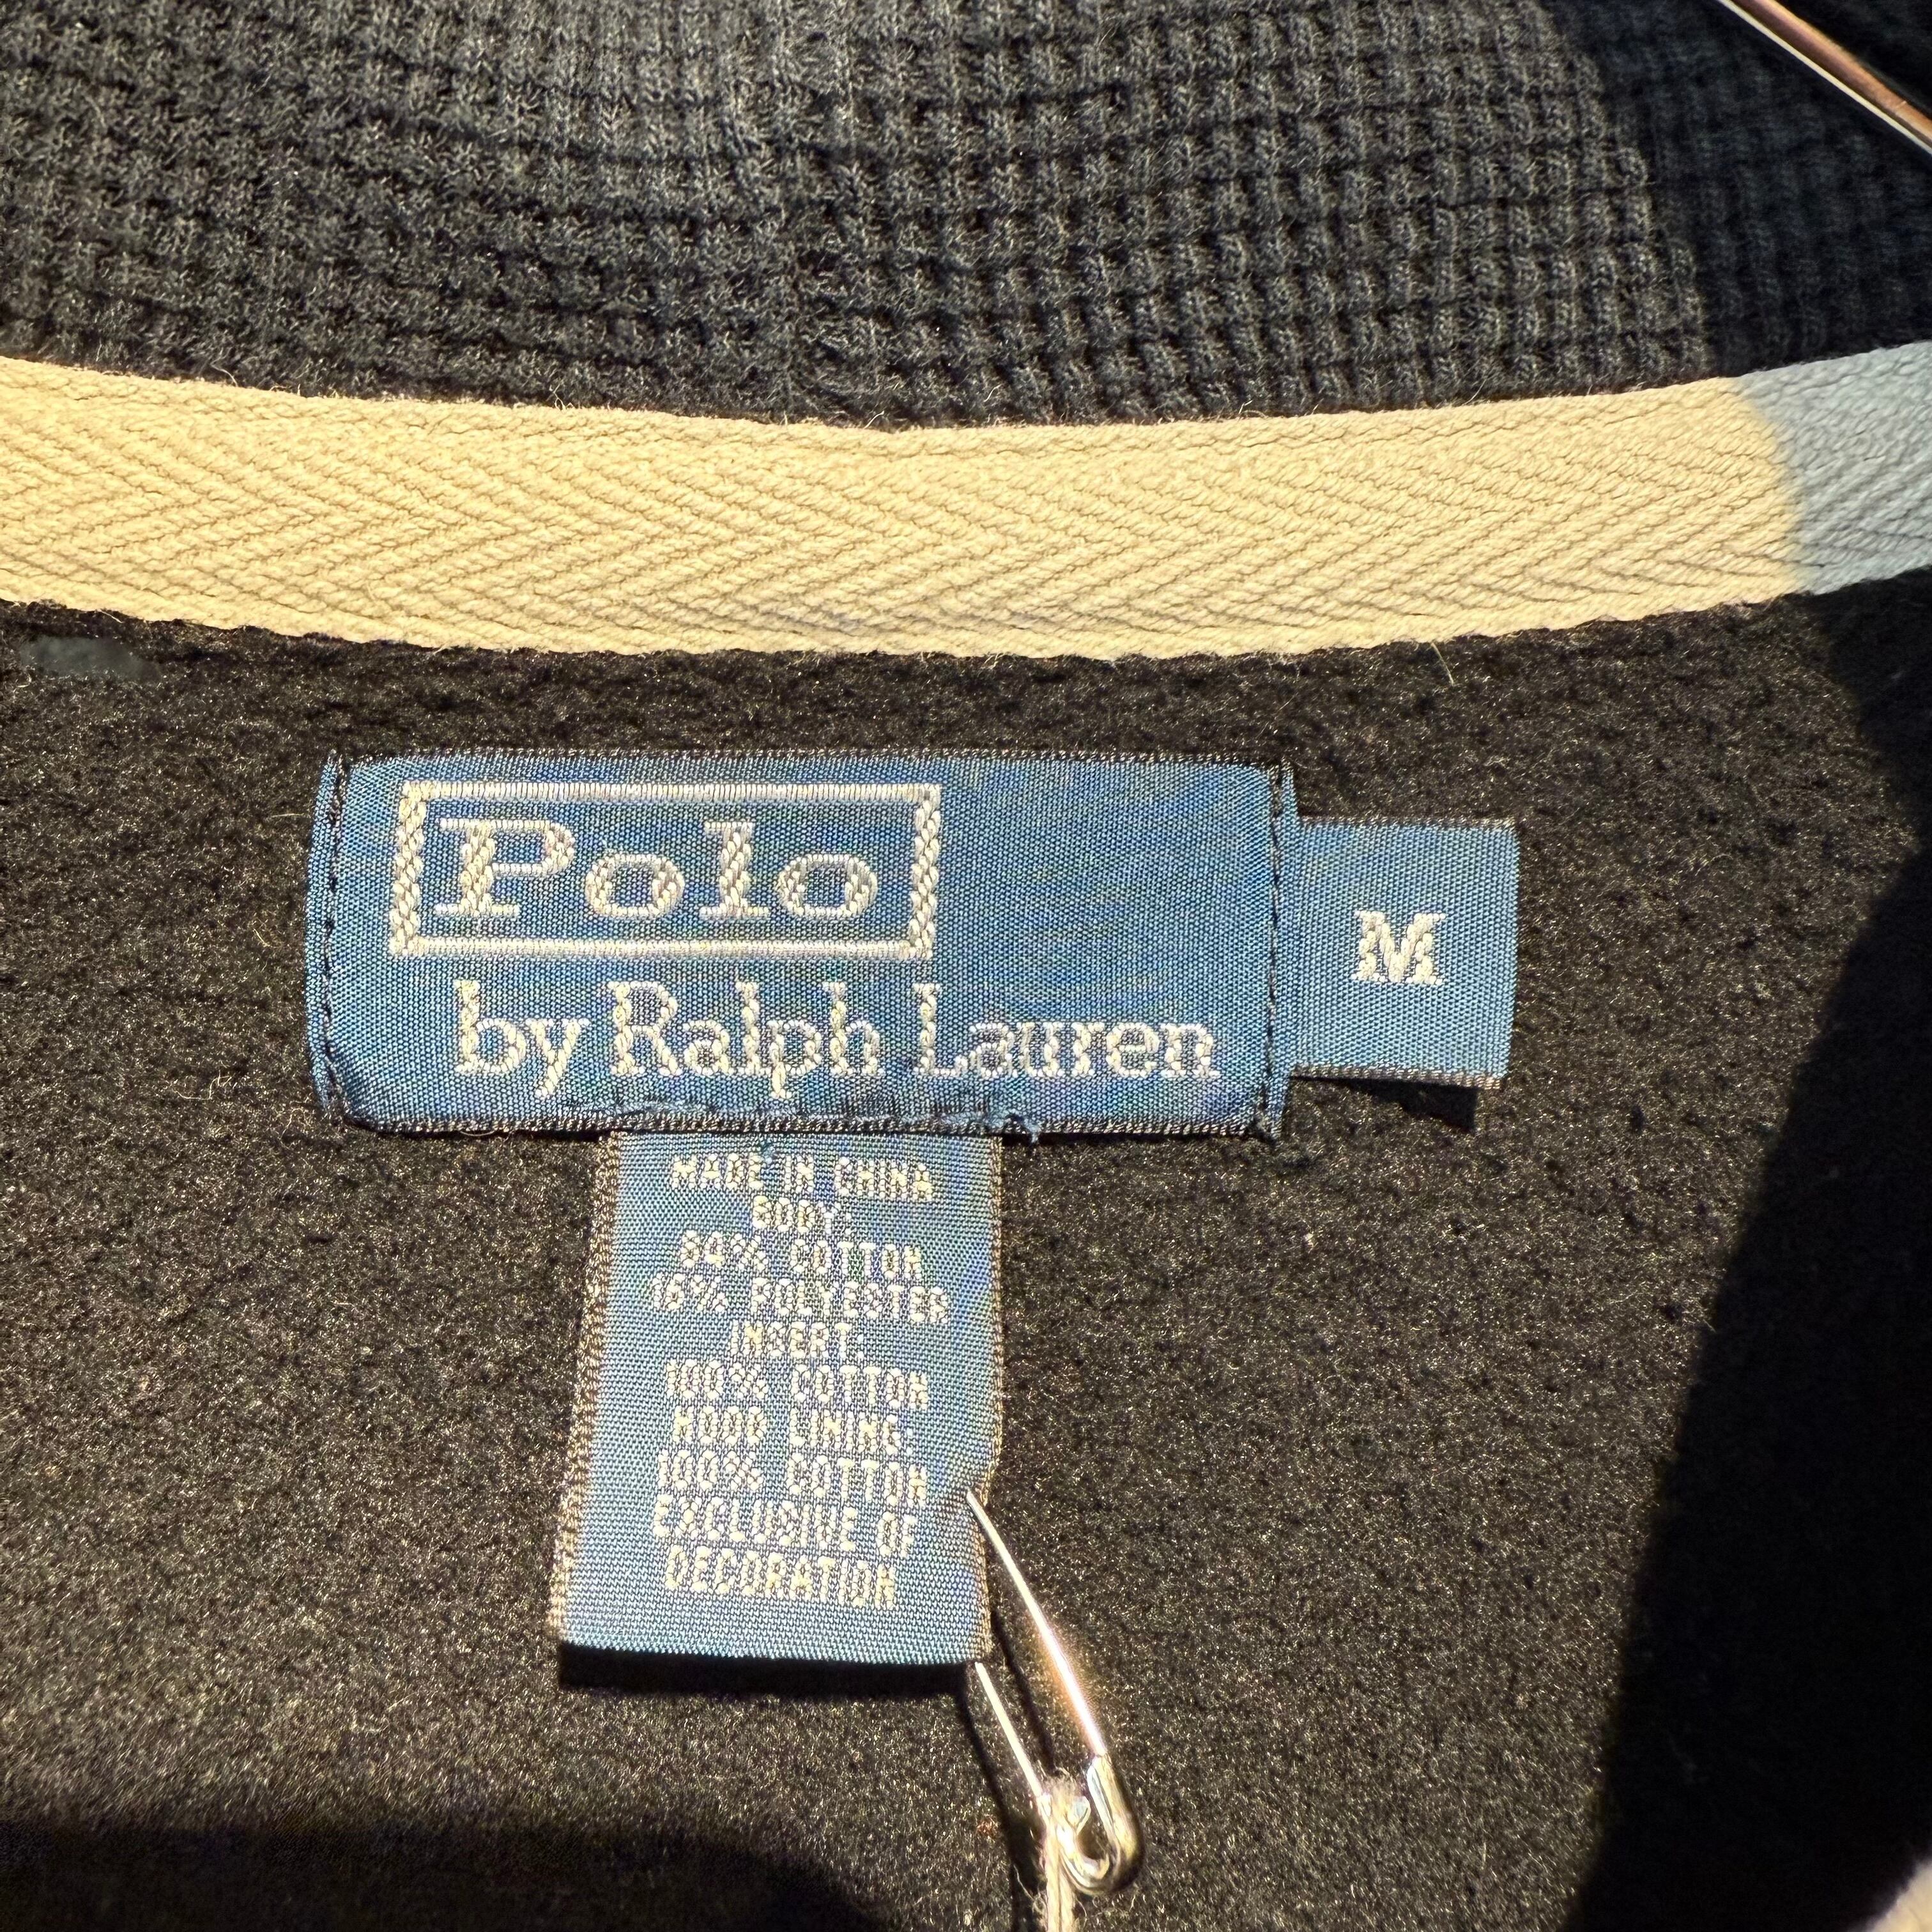 Polo
by Ralph Lauren
M
MADE IN CHINA
BODY:
84% COTTON
16% POLYESTER
INSERT:
100% COTTON
HOOD LINING:
100% COTTON
EXCLUSIVE OF
DECORATION